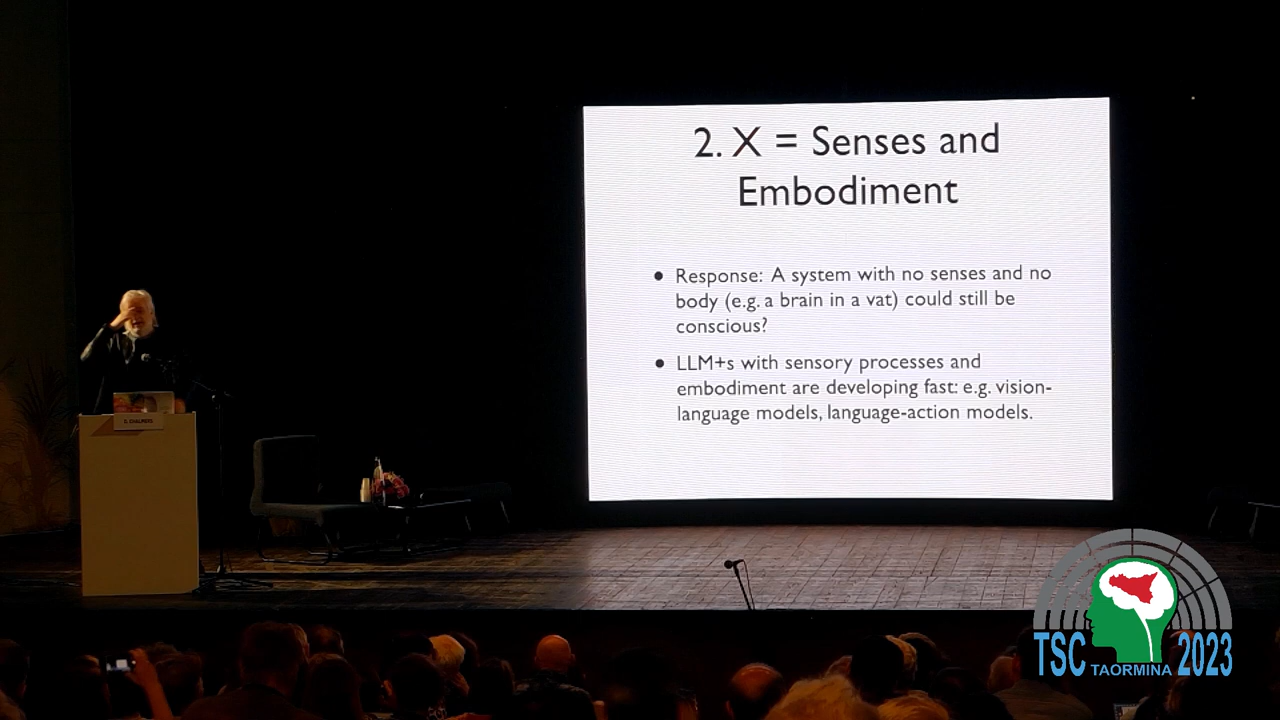 2. X = Senses and
Embodiment
● Response: A system with no senses and no
body (e.g. a brain in a vat) could still be
conscious?
● LLM+s with sensory processes and
embodiment are developing fast: e.g. vision-
language models, language-action models.
D. CHALMERS
TSC TAORMINA 2023